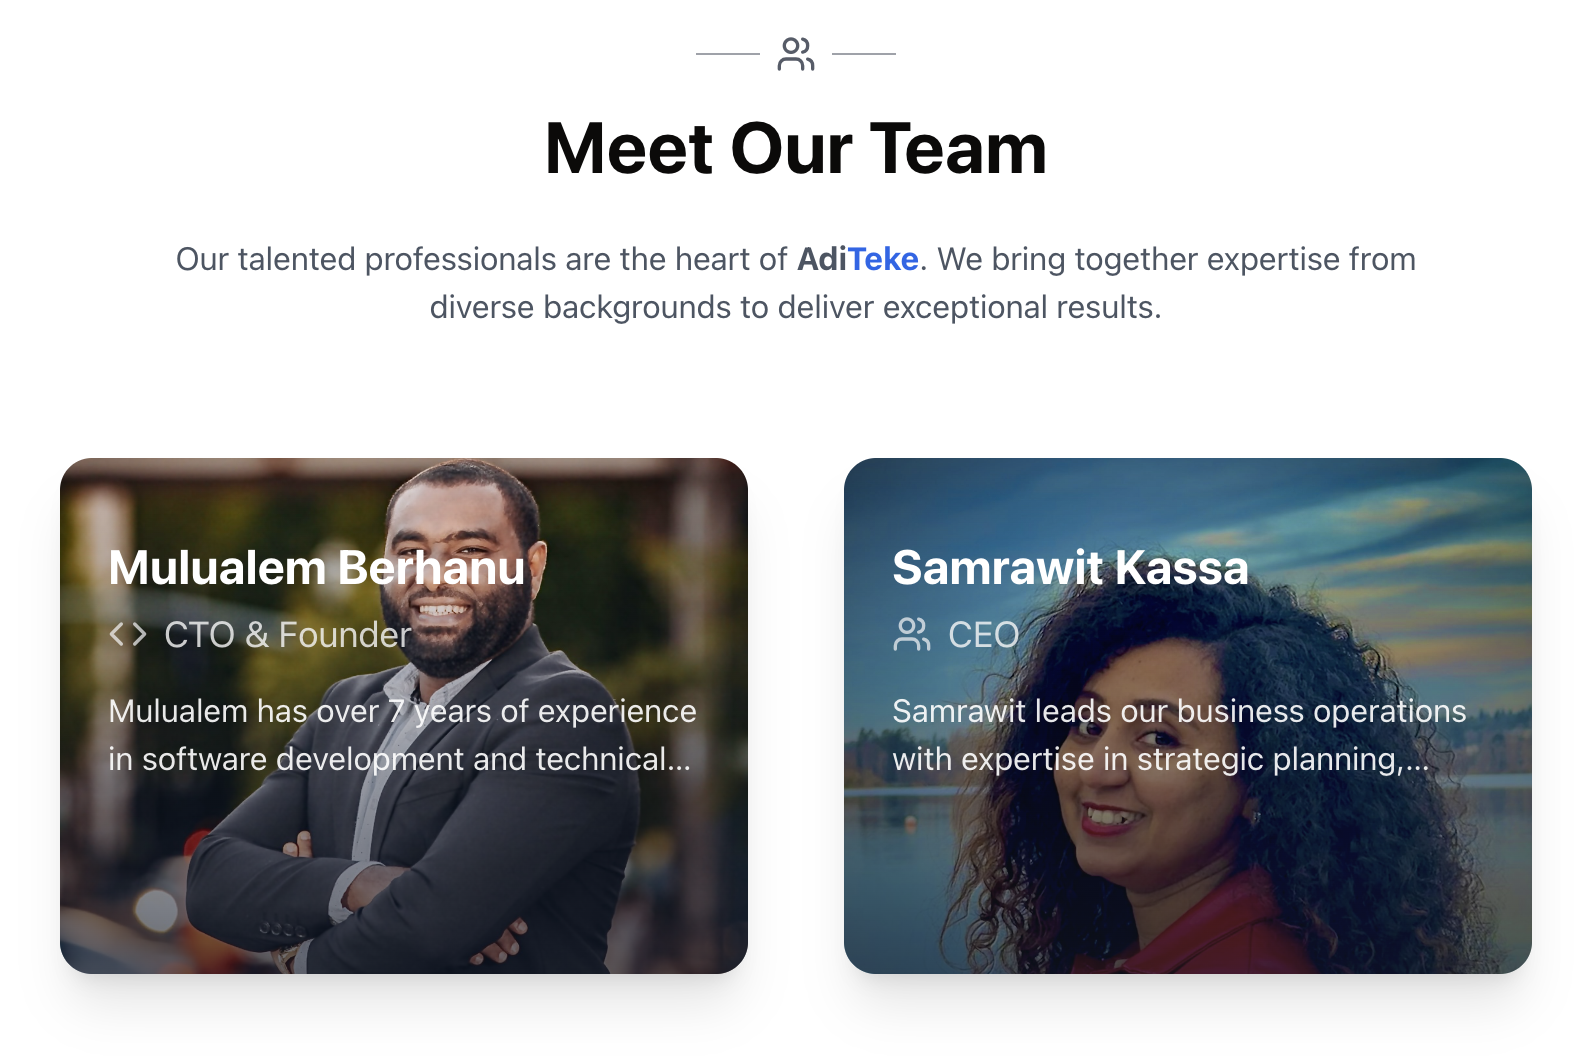 Meet Our Team
Our talented professionals are the heart of AdiTeke. We bring together expertise from
diverse backgrounds to deliver exceptional results.
Mulualem Berhanu
CTO & Founder
Mulualem has over 7 years of experience
in software development and technical...
Samrawit Kassa
CEO
Samrawit leads our business operations
with expertise in strategic planning,...